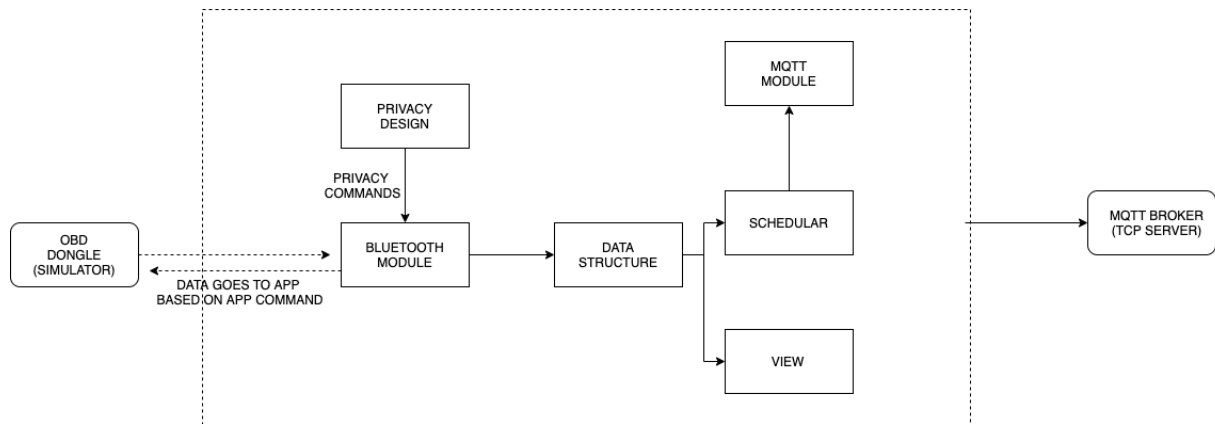 MQTT
MODULE
PRIVACY
DESIGN
PRIVACY
COMMANDS
OBD
DONGLE
(SIMULATOR)
BLUETOOTH
MODULE
DATA
STRUCTURE
SCHEDULAR
MQTT BROKER
(TCP SERVER)
DATA GOES TO APP
BASED ON APP COMMAND
VIEW